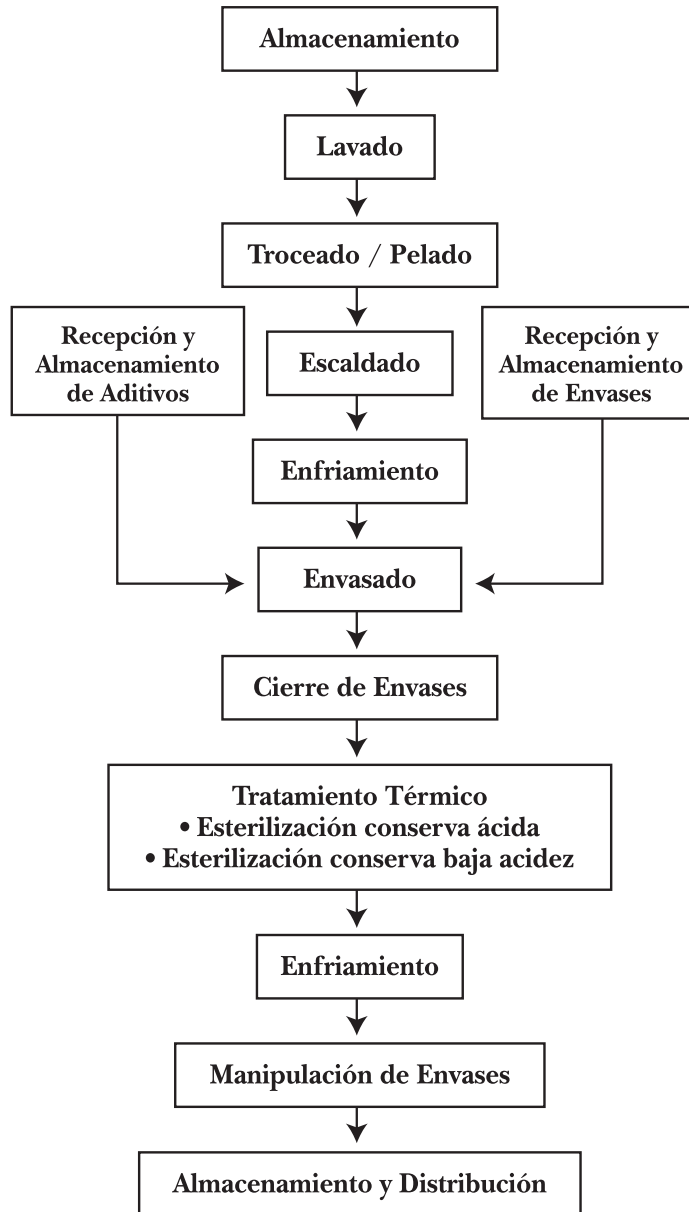 Almacenamiento
Lavado
Troceado / Pelado
Recepción y
Almacenamiento
de Aditivos
Escaldado
Recepción y
Almacenamiento
de Envases
Enfriamiento
Envasado
Cierre de Envases
Tratamiento Térmico
• Esterilización conserva ácida
• Esterilización conserva baja acidez
Enfriamiento
Manipulación de Envases
Almacenamiento y Distribución